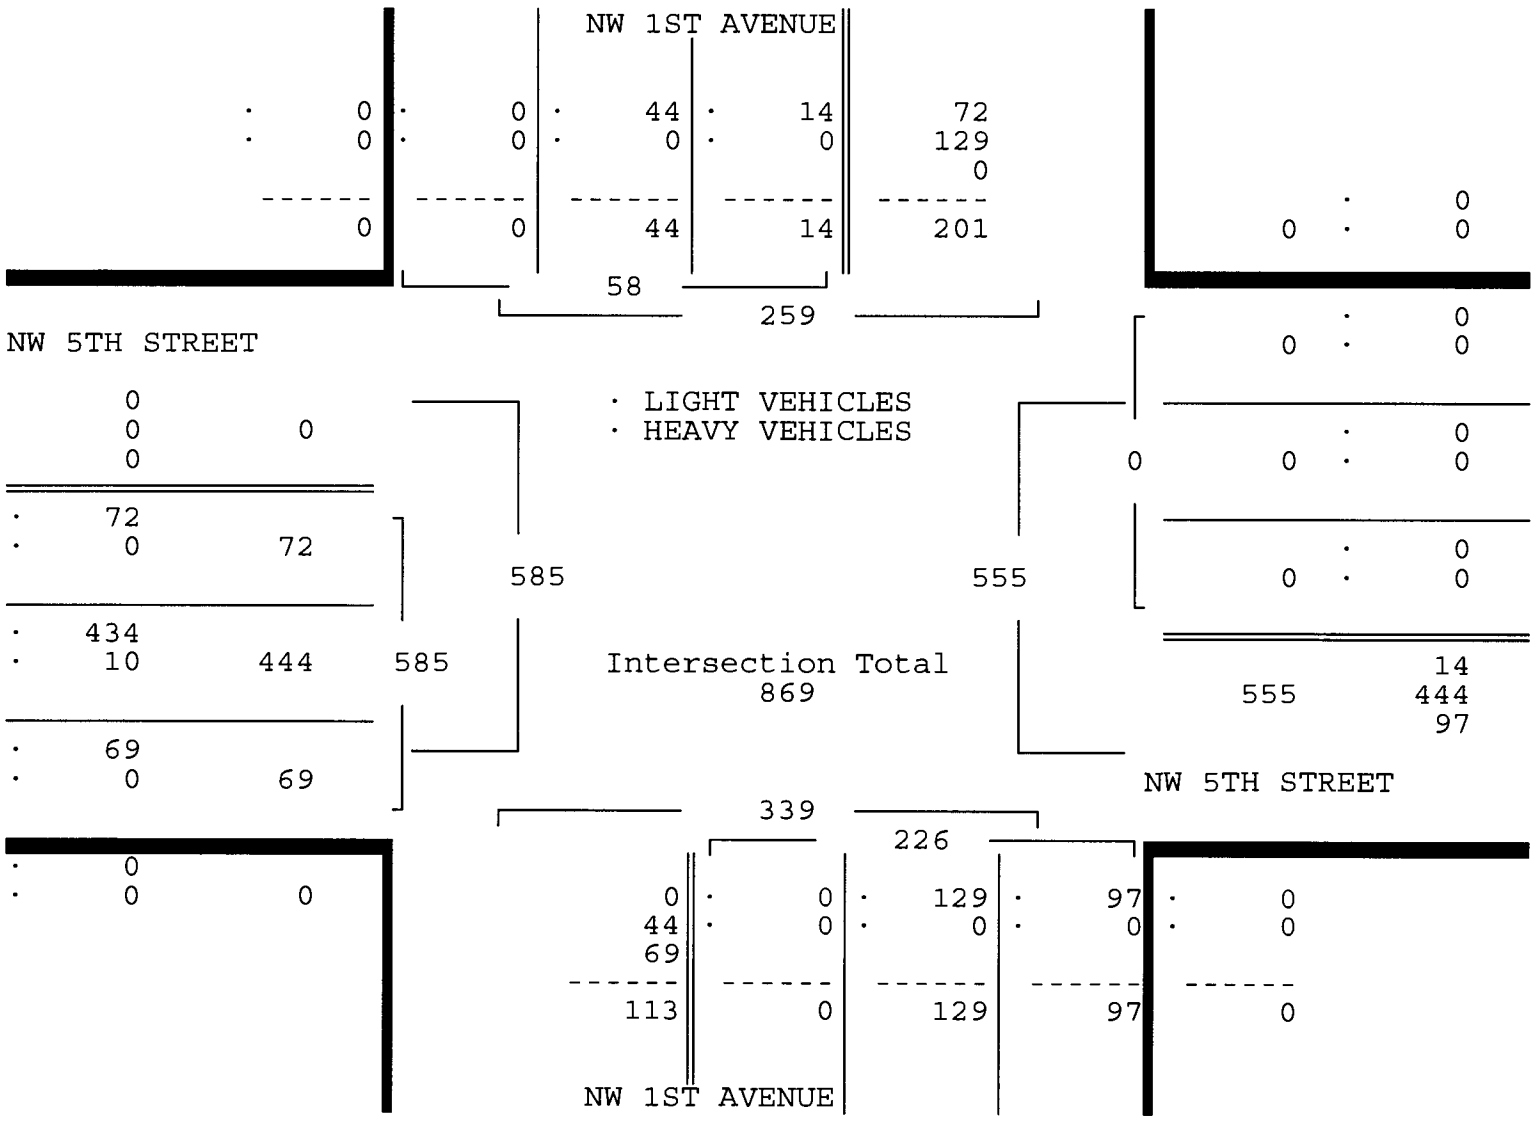 NW 1ST AVENUE
· 0 · 0 · 44 · 14 72
· 0 · 0 · 0 · 0 129
0
------ ------ ------ ------ ------
· 0
0 0 44 14 201 0 · 0
58
259 · 0
NW 5TH STREET 0 · 0
0 · LIGHT VEHICLES
0 0 · HEAVY VEHICLES · 0
0 0 0 · 0
· 72
· 0 72 · 0
585 555 0 · 0
· 434
· 10 444 585 Intersection Total 14
869 555 444
97
· 69
· 0 69 NW 5TH STREET
339
226
· 0
· 0 0 0 · 0 · 129 · 97 · 0
44 · 0 · 0 · 0 · 0
69
------ ------ ------ ------ ------
113 0 129 97 0
NW 1ST AVENUE